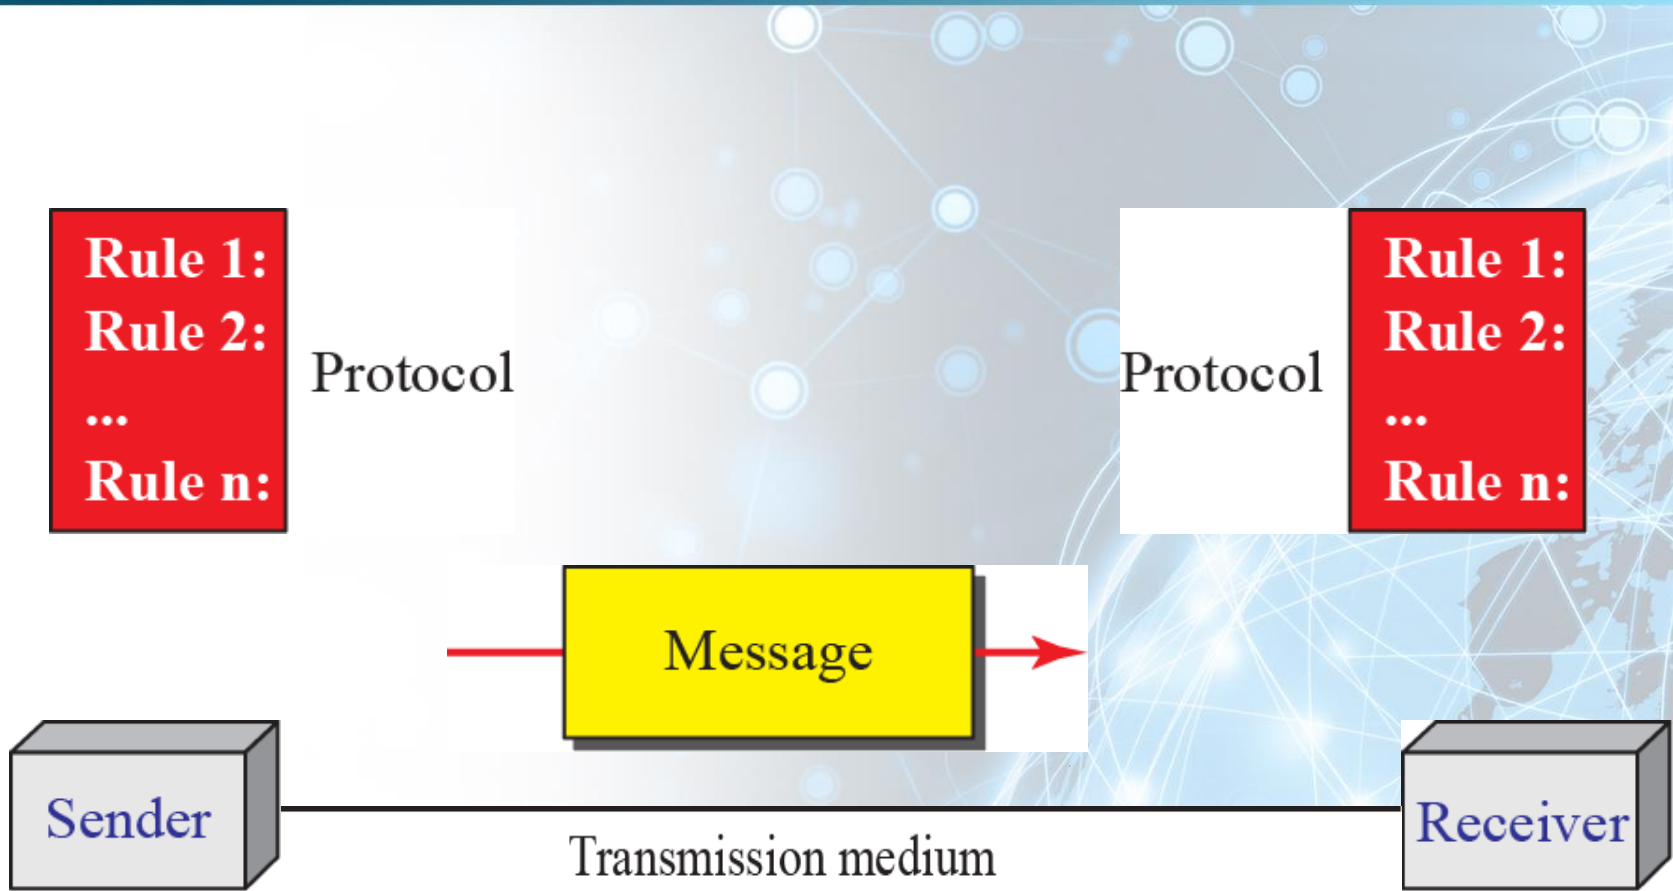 Rule 1:
Rule 2:
...
Rule n:
Protocol
Protocol
Rule 1:
Rule 2:
...
Rule n:
Message
Sender
Receiver
Transmission medium